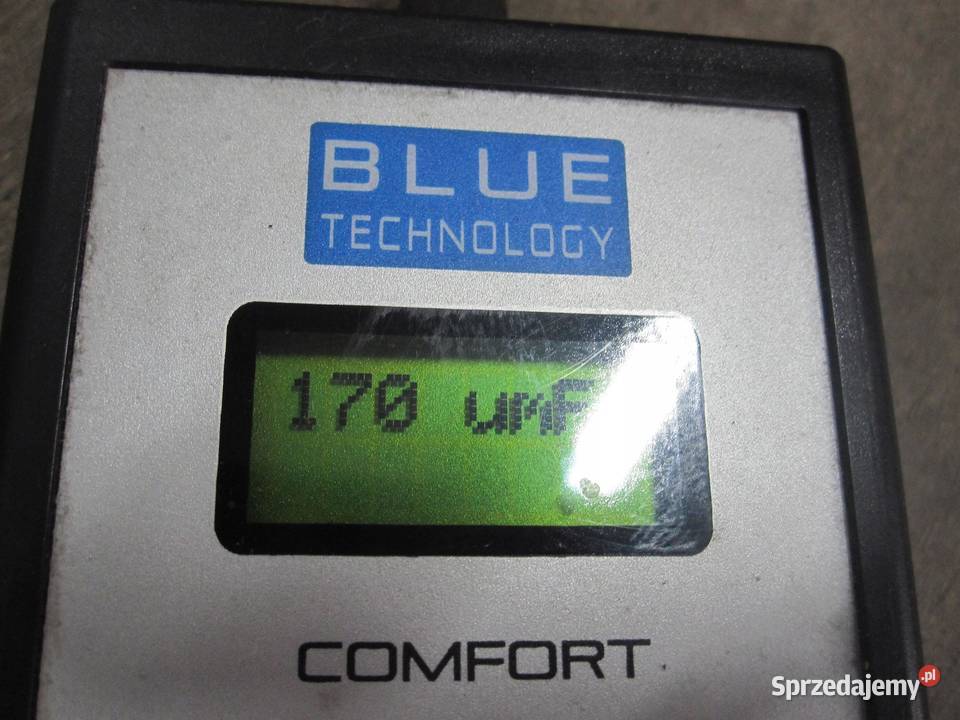 BLUE
TECHNOLOGY
170 umF
COMFORT
Sprzedajemy.pl